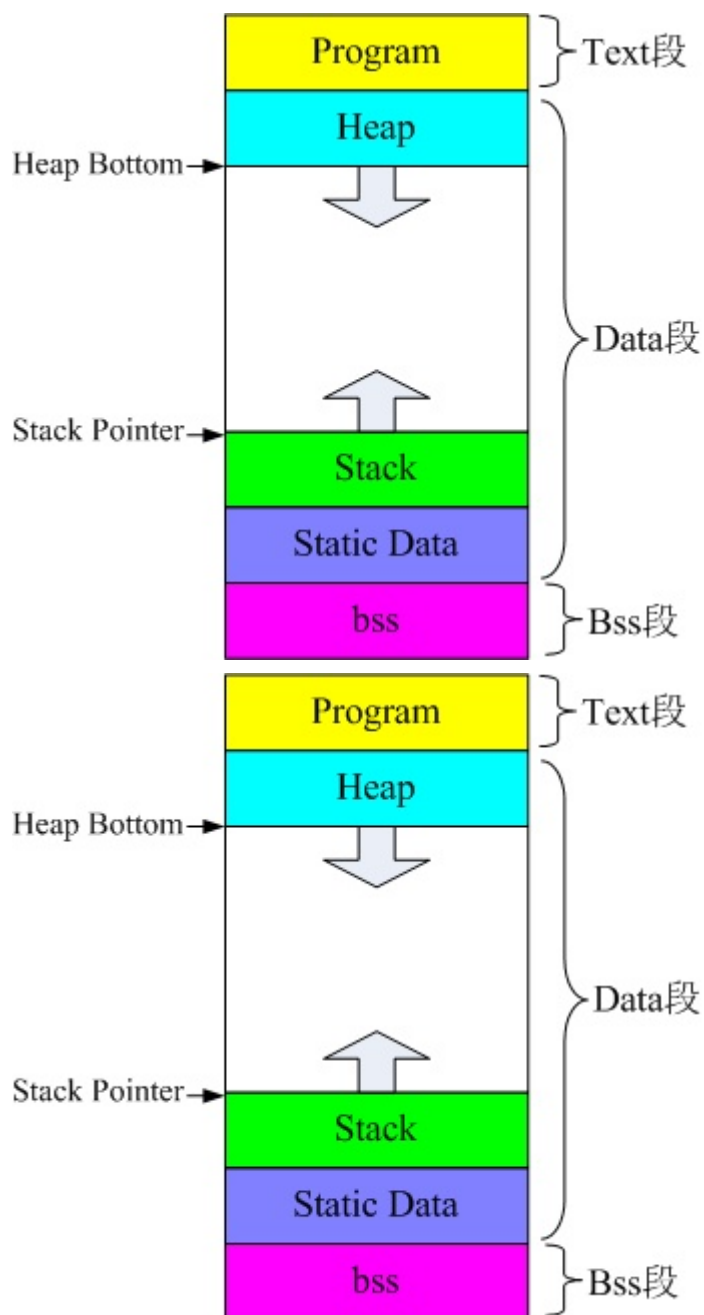 Program
Text段
Heap
Heap Bottom
Data段
Stack Pointer
Stack
Static Data
bss
Bss段
Program
Text段
Heap
Heap Bottom
Data段
Stack Pointer
Stack
Static Data
bss
Bss段